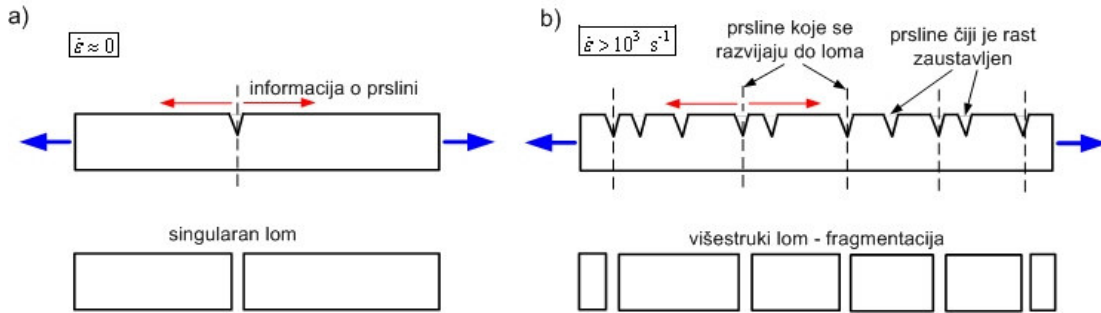 a)
ε̇ ≈ 0
informacija o prslini
singularan lom
b)
ε̇ > 10³ s⁻¹
prsline koje se
razvijaju do loma
prsline čiji je rast
zaustavljen
višestruki lom - fragmentacija